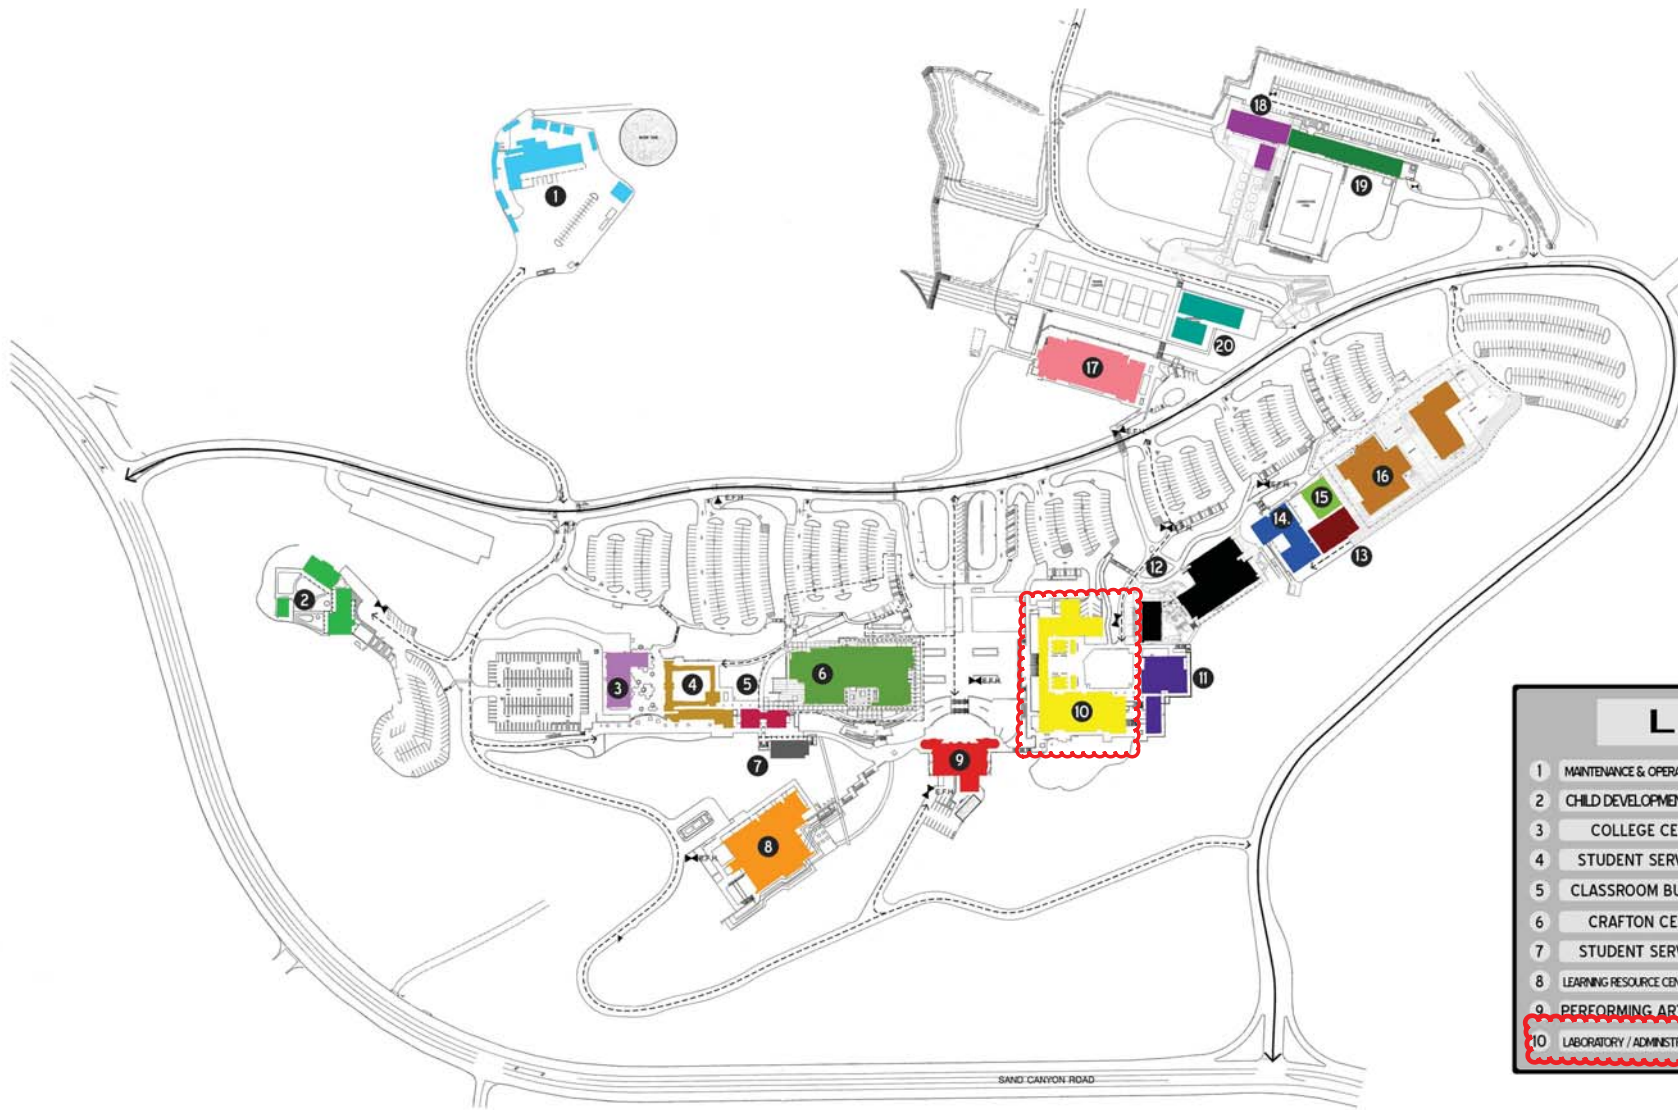 18
19
1
20
17
16
15
14.
E.F.H.
E.F.H.
E.F.H.
13
12
2
3
4
5
6
E.F.H.
11
10
7
9
E.F.H.
8
E.F.H.
SAND CANYON ROAD
L
1 MAINTENANCE & OPERA
2 CHILD DEVELOPMEN
3 COLLEGE CE
4 STUDENT SERV
5 CLASSROOM BU
6 CRAFTON CE
7 STUDENT SERV
8 LEARNING RESOURCE CEN
9 PERFORMING AR
10 LABORATORY / ADMINISTR